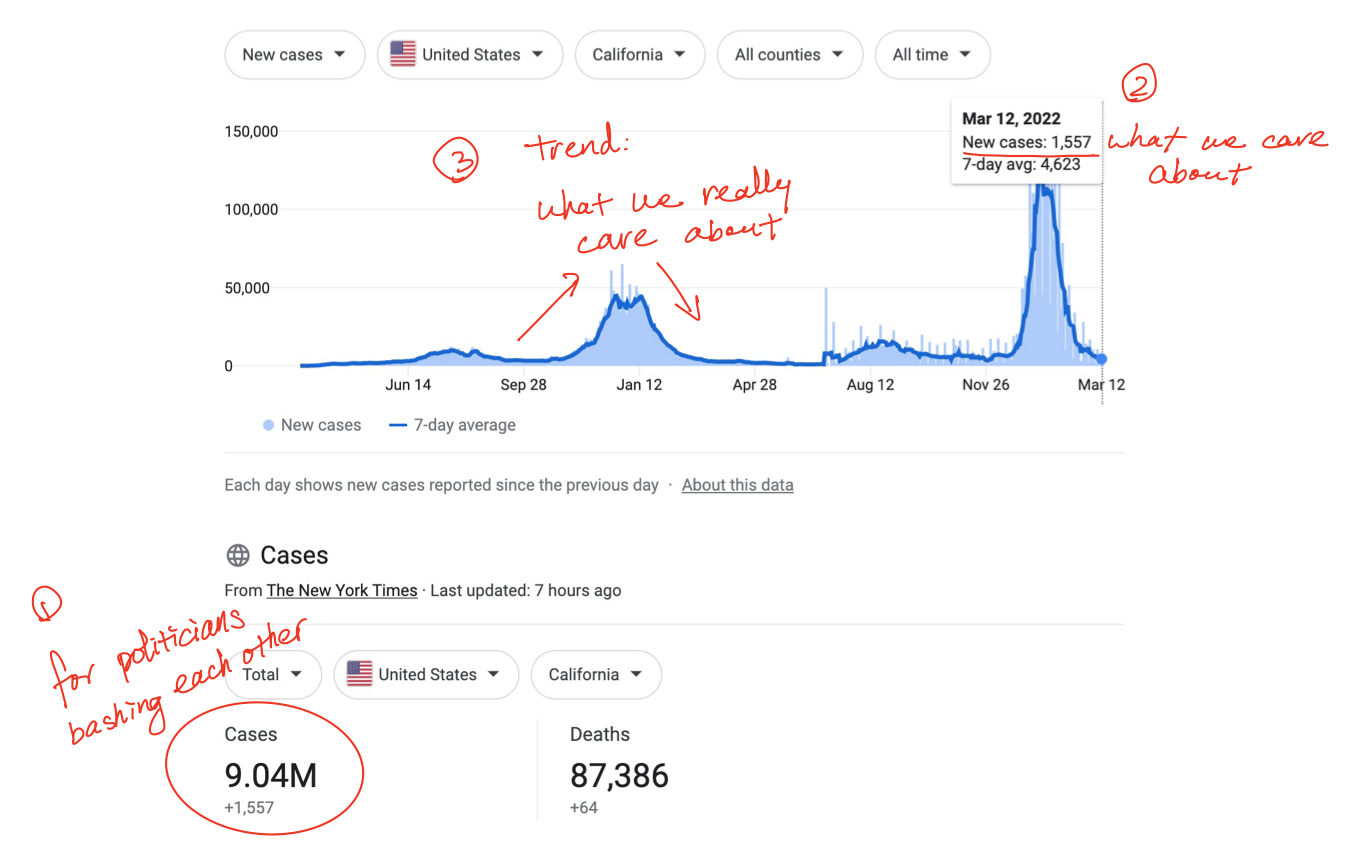 New cases United States California All counties All time
②
Mar 12, 2022
New cases: 1,557
7-day avg: 4,623
what we care
about
150,000
100,000
50,000
0
③ trend:
what we really
care about
Jun 14 Sep 28 Jan 12 Apr 28 Aug 12 Nov 26 Mar 12
New cases 7-day average
Each day shows new cases reported since the previous day · About this data
Cases
From The New York Times · Last updated: 7 hours ago
①
for politicians
bashing each other
Total United States California
Cases Deaths
9.04M 87,386
+1,557 +64